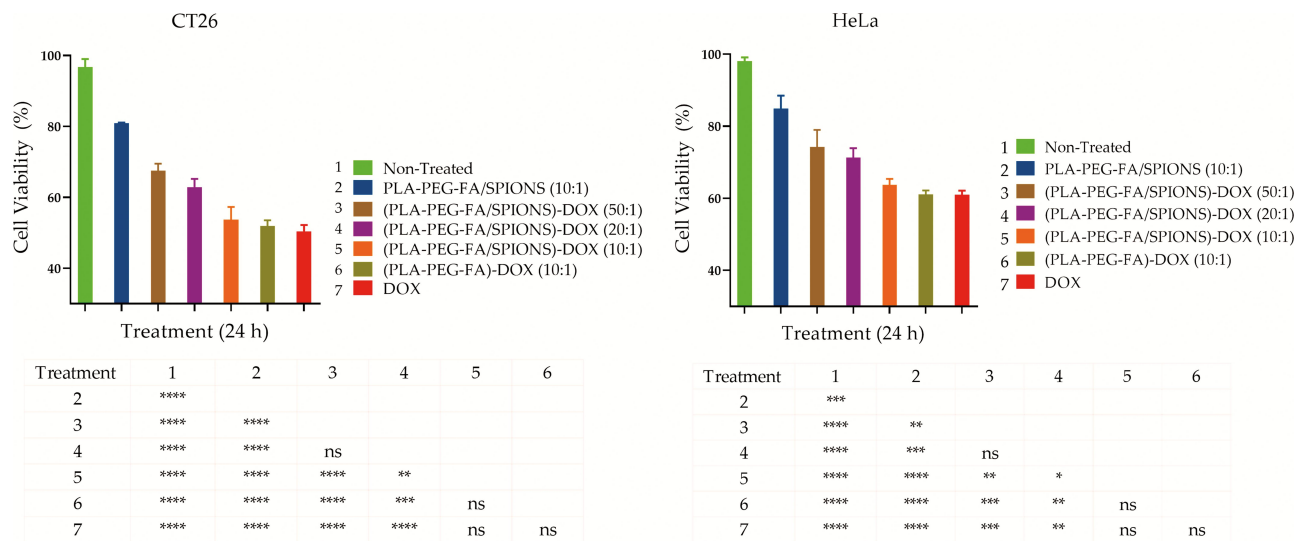 CT26
Cell Viability (%)
100
80
60
40
Treatment (24 h)
1 Non-Treated
2 PLA-PEG-FA/SPIONS (10:1)
3 (PLA-PEG-FA/SPIONS)-DOX (50:1)
4 (PLA-PEG-FA/SPIONS)-DOX (20:1)
5 (PLA-PEG-FA/SPIONS)-DOX (10:1)
6 (PLA-PEG-FA)-DOX (10:1)
7 DOX
Treatment 1 2 3 4 5 6
2 ****
3 **** ****
4 **** **** ns
5 **** **** **** **
6 **** **** **** *** ns
7 **** **** **** **** ns ns
HeLa
Cell Viability (%)
100
80
60
40
Treatment (24 h)
1 Non-Treated
2 PLA-PEG-FA/SPIONS (10:1)
3 (PLA-PEG-FA/SPIONS)-DOX (50:1)
4 (PLA-PEG-FA/SPIONS)-DOX (20:1)
5 (PLA-PEG-FA/SPIONS)-DOX (10:1)
6 (PLA-PEG-FA)-DOX (10:1)
7 DOX
Treatment 1 2 3 4 5 6
2 ***
3 **** **
4 **** *** ns
5 **** **** ** *
6 **** **** *** ** ns
7 **** **** *** ** ns ns